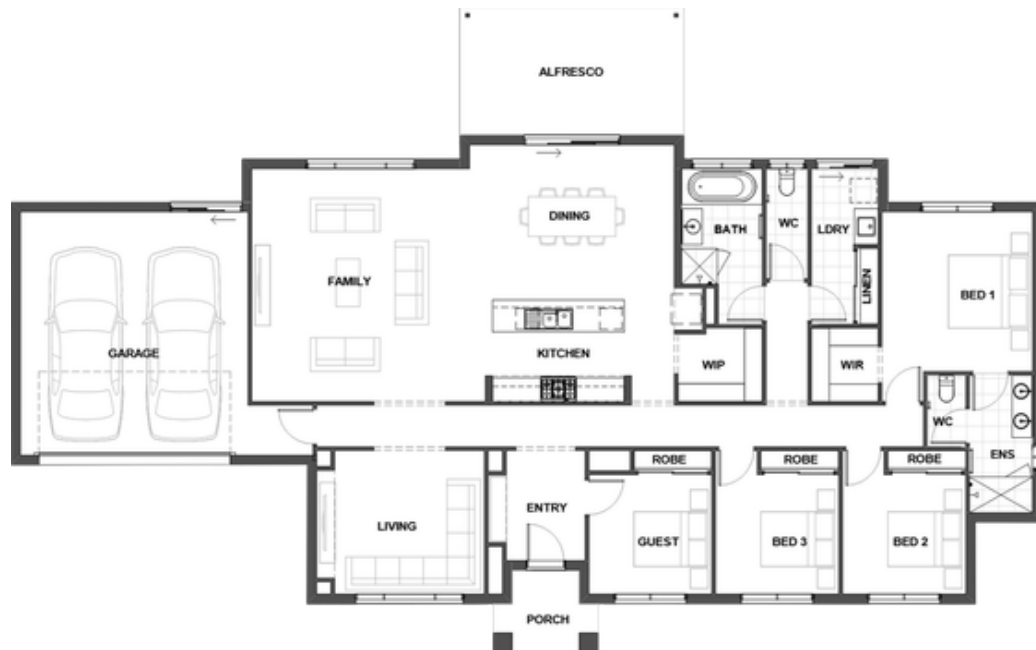 ALFRESCO
DINING
BATH
WC
LDRY
FAMILY
LINEN
BED 1
GARAGE
KITCHEN
WIP
WIR
WC
ENS
ROBE
ROBE
ROBE
LIVING
ENTRY
GUEST
BED 3
BED 2
PORCH